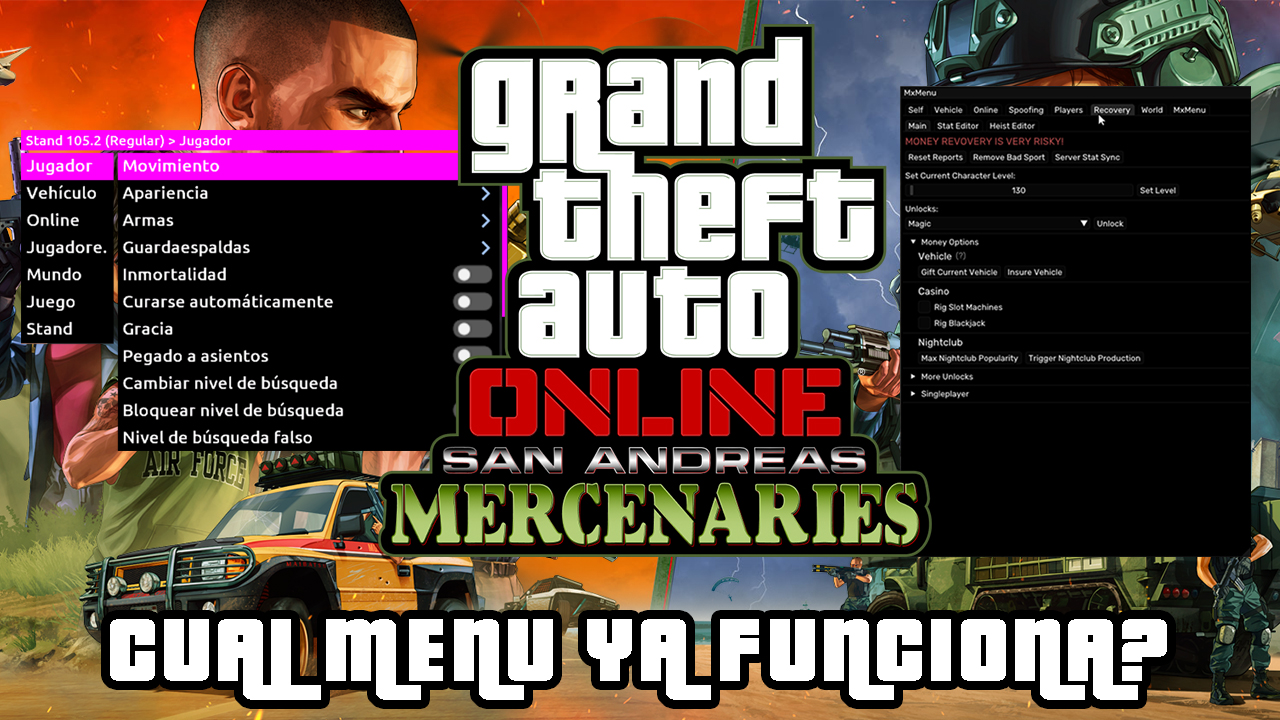 grand
theft
auto
ONLINE
SAN ANDREAS
MERCENARIES
Stand 105.2 (Regular) > Jugador
Jugador
Vehículo
Online
Jugadore.
Mundo
Juego
Stand
Movimiento
Apariencia
Armas
Guardaespaldas
Inmortalidad
Curarse automáticamente
Gracia
Pegado a asientos
Cambiar nivel de búsqueda
Bloquear nivel de búsqueda
Nivel de búsqueda falso
AIR FORCE
MxMenu
Self Vehicle Online Spoofing Players Recovery World MxMenu
Main Stat Editor Heist Editor
MONEY REVOVERY IS VERY RISKY!
Reset Reports Remove Bad Sport Server Stat Sync
Set Current Character Level:
130 Set Level
Unlocks:
Magic Unlock
Money Options
Vehicle (?)
Gift Current Vehicle Insure Vehicle
Casino
Rig Slot Machines
Rig Blackjack
Nightclub
Max Nightclub Popularity Trigger Nightclub Production
More Unlocks
Singleplayer
CUAL MENU YA FUNCIONA?